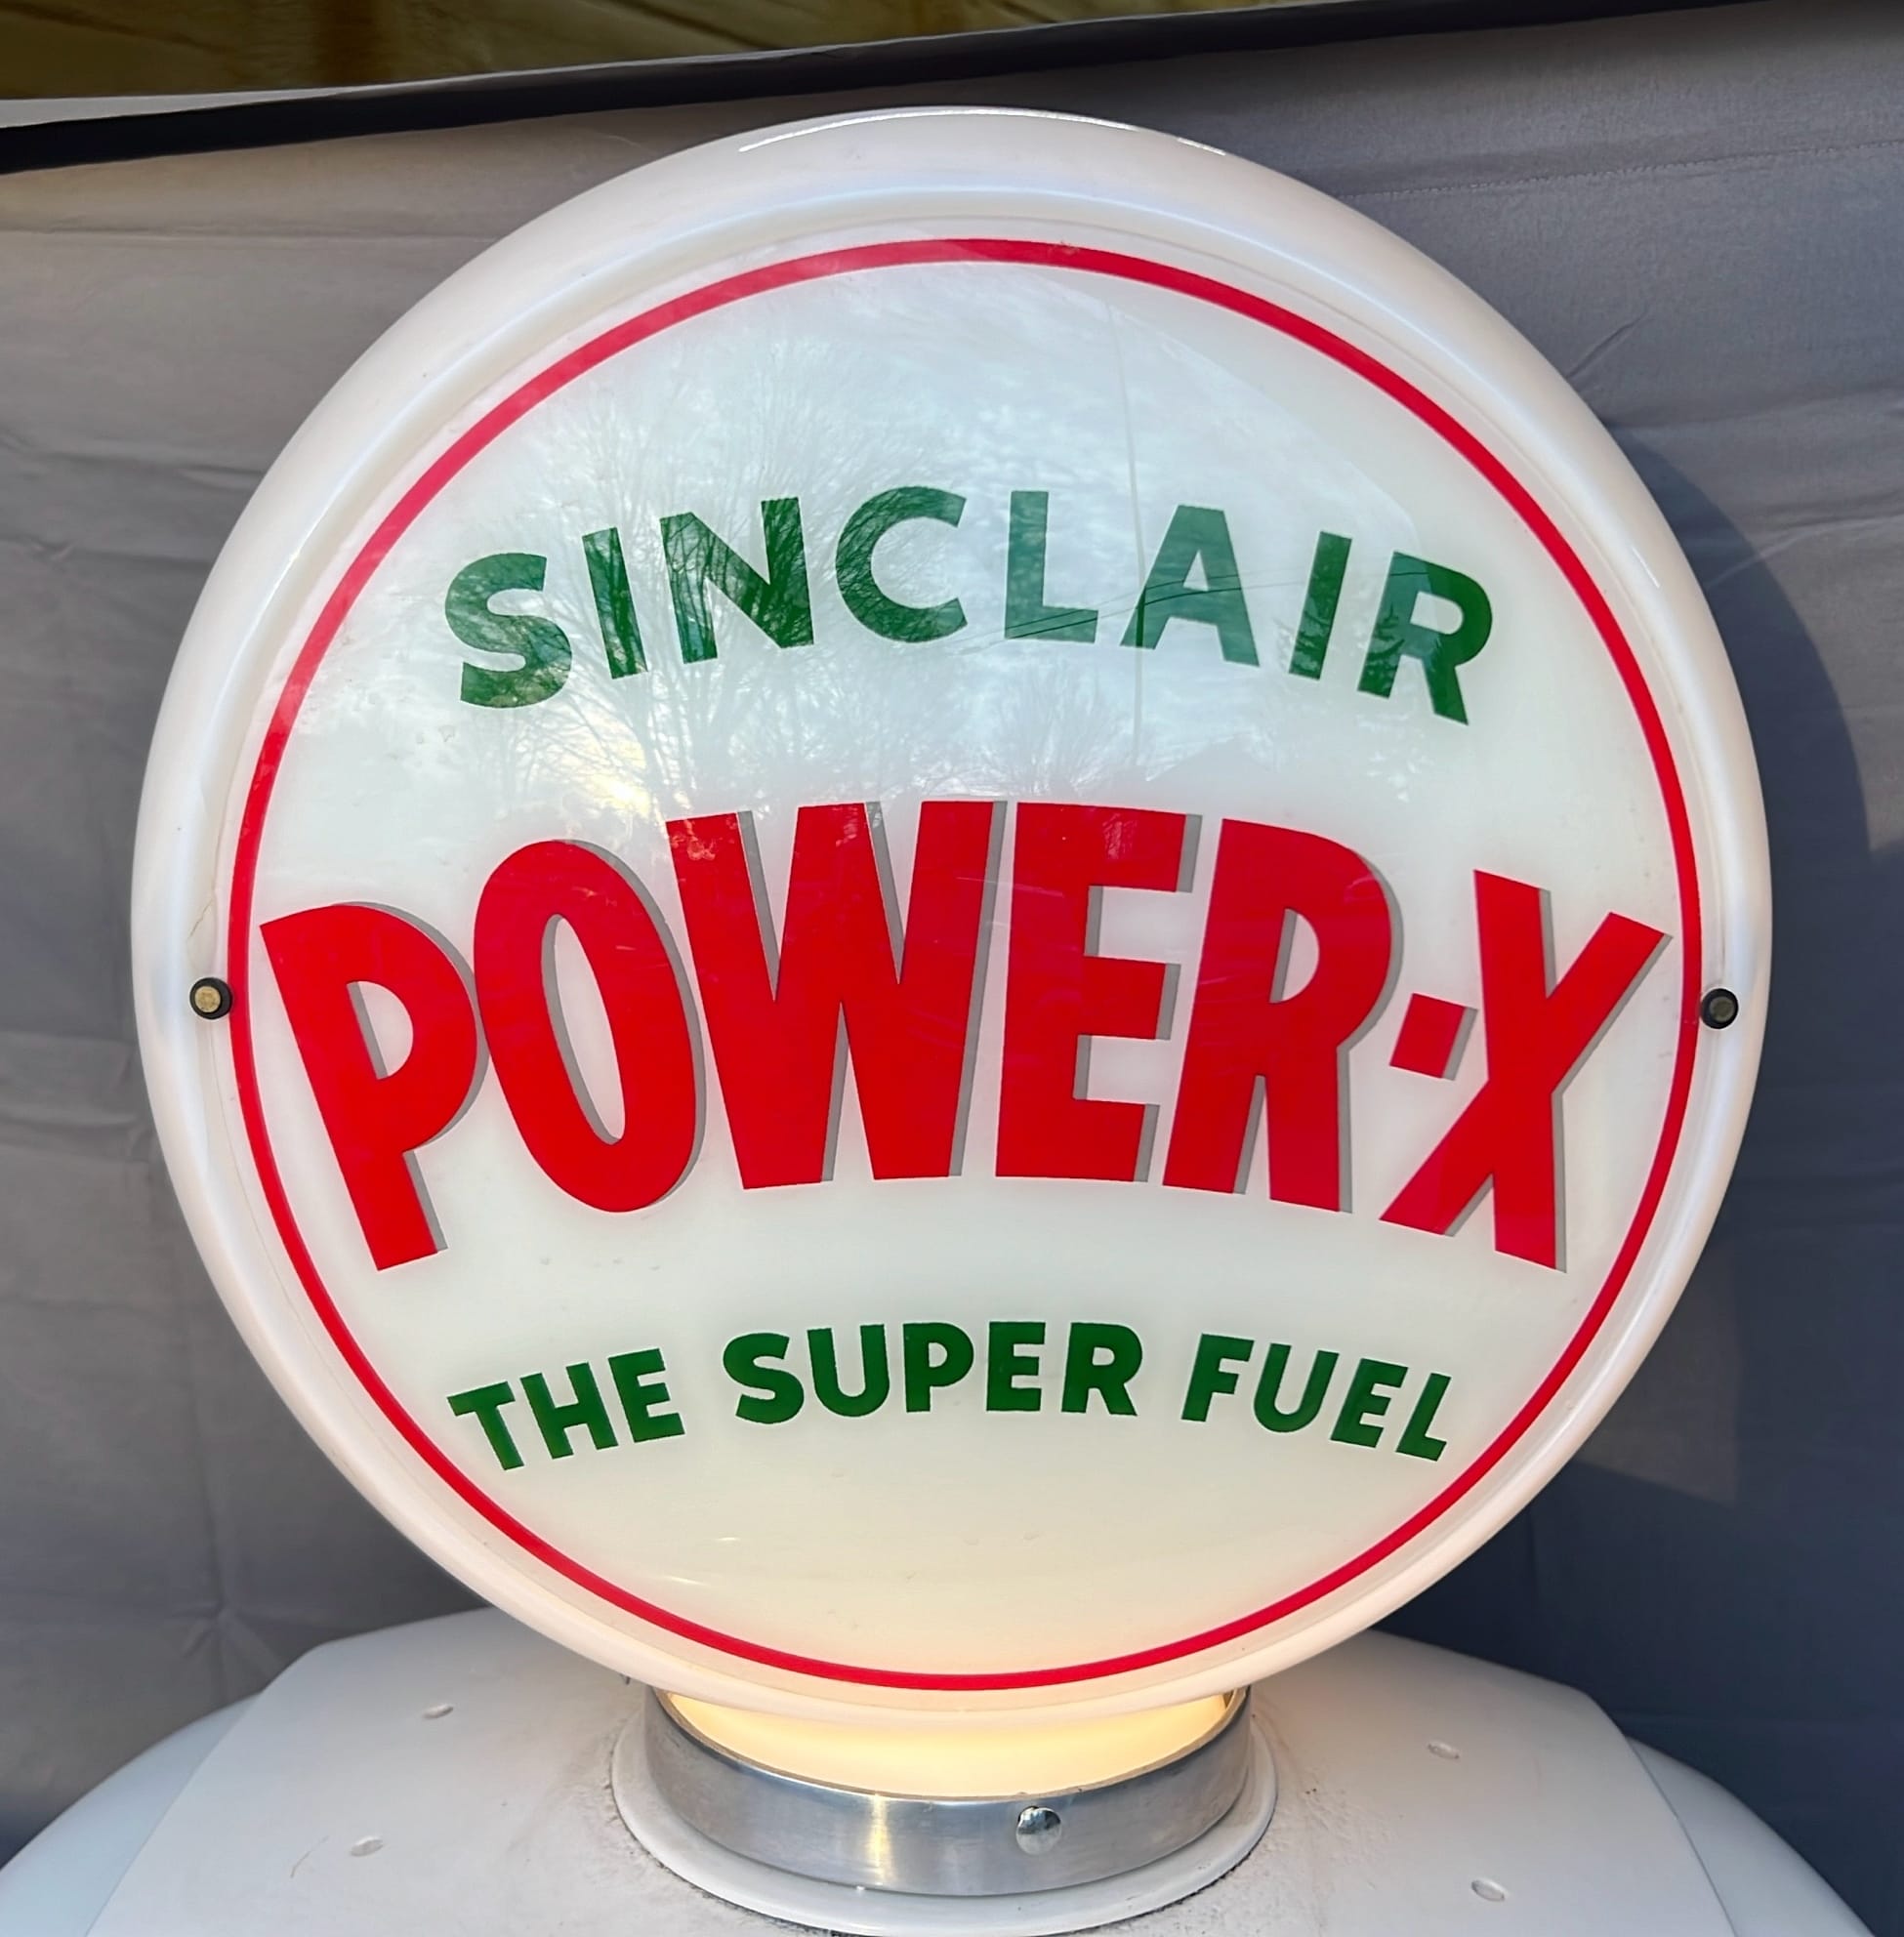 SINCLAIR
POWER-X
THE SUPER FUEL